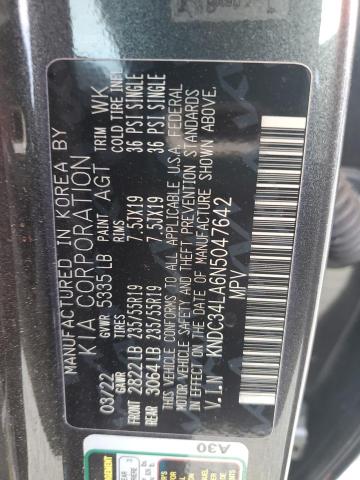 MANUFACTURED IN KOREA BY
KIA CORPORATION
03/22 GVWR 5335 LB PAINT AGT TRIM WK
GAWR TIRES RIMS COLD TIRE INFL
FRONT 2822 LB 235/55R19 7.5JX19 36 PSI SINGLE
REAR 3064 LB 235/55R19 7.5JX19 36 PSI SINGLE
THIS VEHICLE CONFORMS TO ALL APPLICABLE U.S.A. FEDERAL
MOTOR VEHICLE SAFETY AND THEFT PREVENTION STANDARDS
IN EFFECT ON THE DATE OF MANUFACTURE SHOWN ABOVE.
V.I.N KNDC34LA6N5047642
MPV
A30